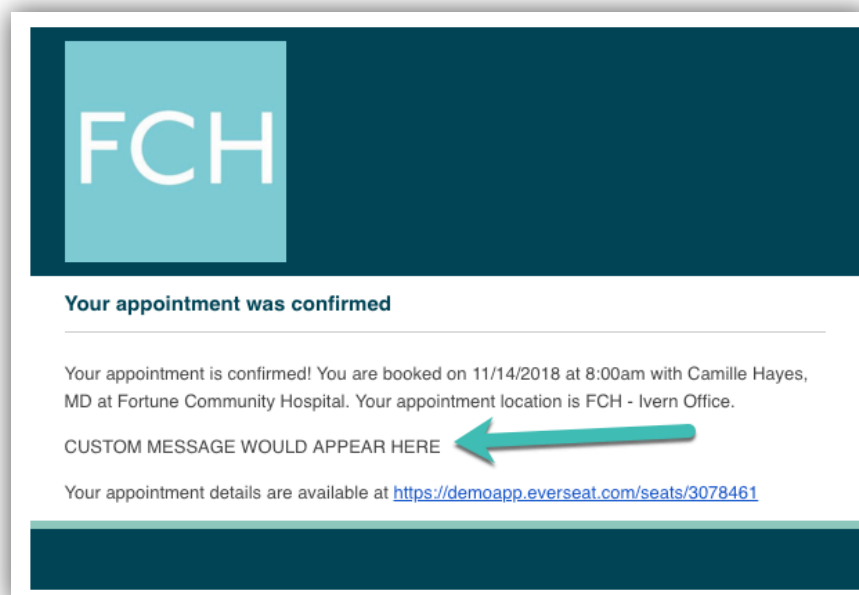 FCH
Your appointment was confirmed
Your appointment is confirmed! You are booked on 11/14/2018 at 8:00am with Camille Hayes,
MD at Fortune Community Hospital. Your appointment location is FCH - Ivern Office.
CUSTOM MESSAGE WOULD APPEAR HERE
Your appointment details are available at https://demoapp.everseat.com/seats/3078461